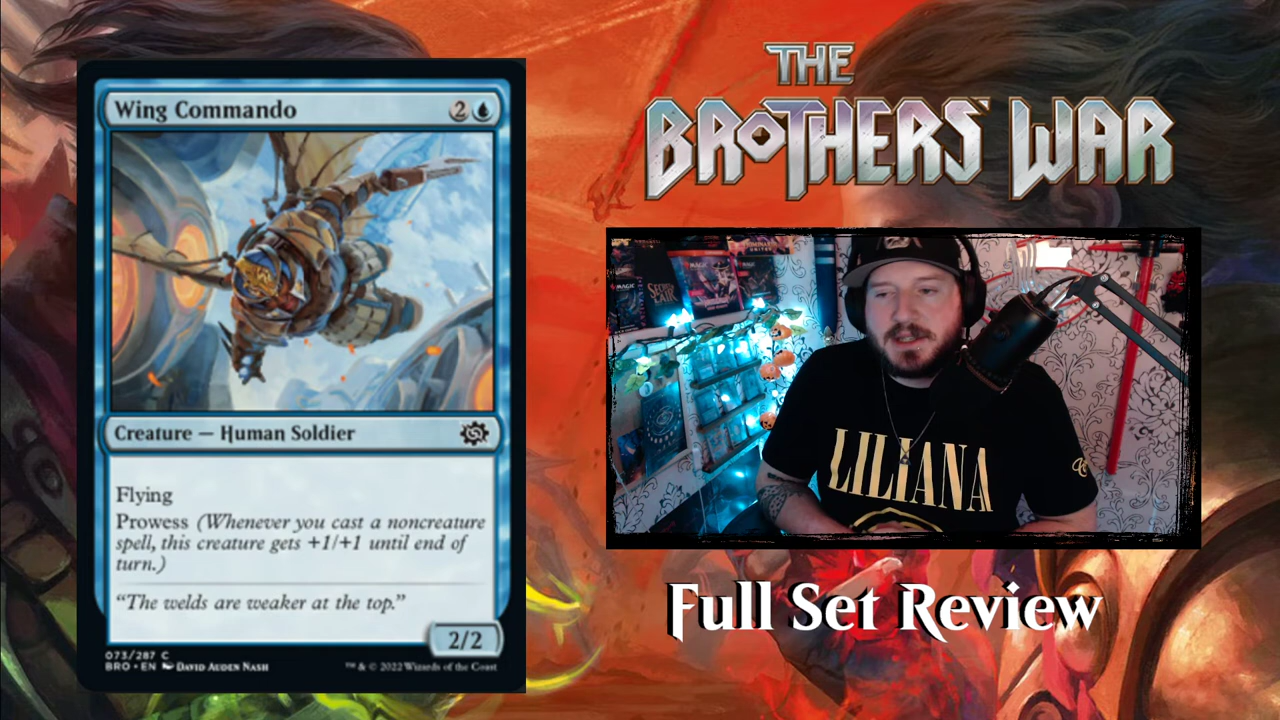 Wing Commando 2
Creature — Human Soldier
Flying
Prowess (Whenever you cast a noncreature
spell, this creature gets +1/+1 until end of
turn.)
"The welds are weaker at the top."
2/2
073/287 C
BRO • EN DAVID AUDEN NASH
™ & © 2022 Wizards of the Coast
THE
BROTHERS' WAR
MAGIC
LILIANA
Full Set Review